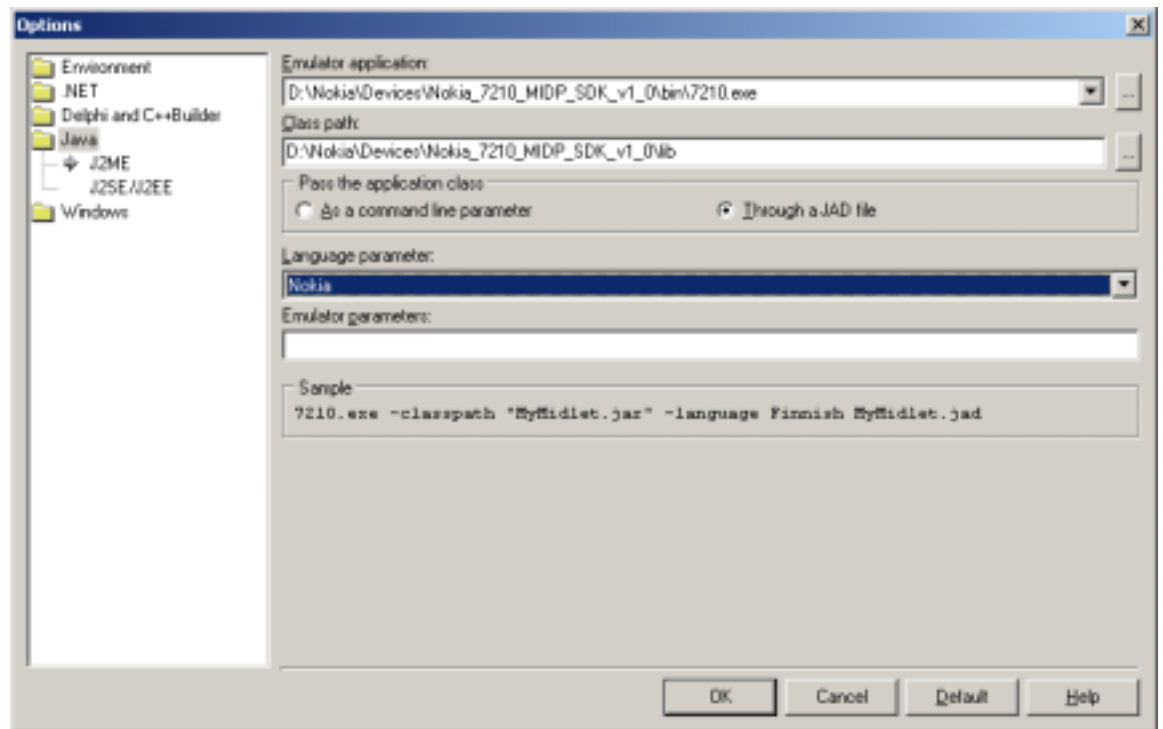 Options
Environment
.NET
Delphi and C++Builder
Java
J2ME
J2SE/J2EE
Windows
Emulator application:
D:\Nokia\Devices\Nokia_7210_MIDP_SDK_v1_0\bin\7210.exe
...
Class path:
D:\Nokia\Devices\Nokia_7210_MIDP_SDK_v1_0\lib
...
Pass the application class
As a command line parameter
Through a JAD file
Language parameter:
Nokia
Emulator parameters:
Sample
7210.exe -classpath "MyMidlet.jar" -language Finnish MyMidlet.jad
OK
Cancel
Default
Help